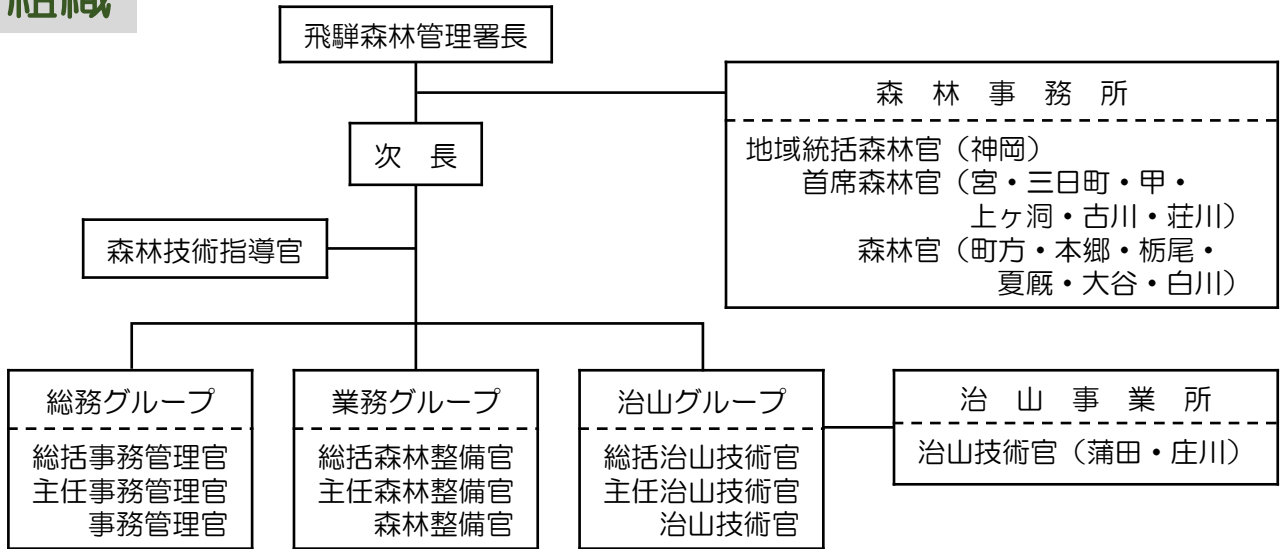 組織
飛騨森林管理署長
森林事務所
地域統括森林官（神岡）
首席森林官（宮・三日町・甲・
上ヶ洞・古川・荘川）
森林官（町方・本郷・栃尾・
夏厩・大谷・白川）
次長
森林技術指導官
総務グループ
総括事務管理官
主任事務管理官
事務管理官
業務グループ
総括森林整備官
主任森林整備官
森林整備官
治山グループ
総括治山技術官
主任治山技術官
治山技術官
治山事業所
治山技術官（蒲田・庄川）